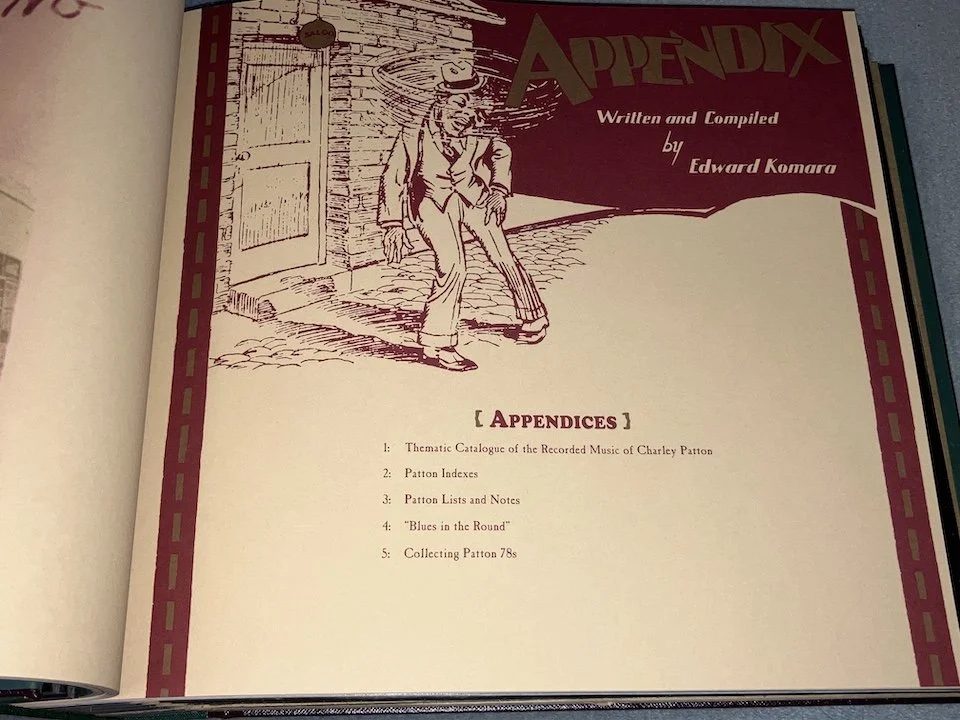 APPENDIX
Written and Compiled
by
Edward Komara
[ APPENDICES ]
1: Thematic Catalogue of the Recorded Music of Charley Patton
2: Patton Indexes
3: Patton Lists and Notes
4: "Blues in the Round"
5: Collecting Patton 78s